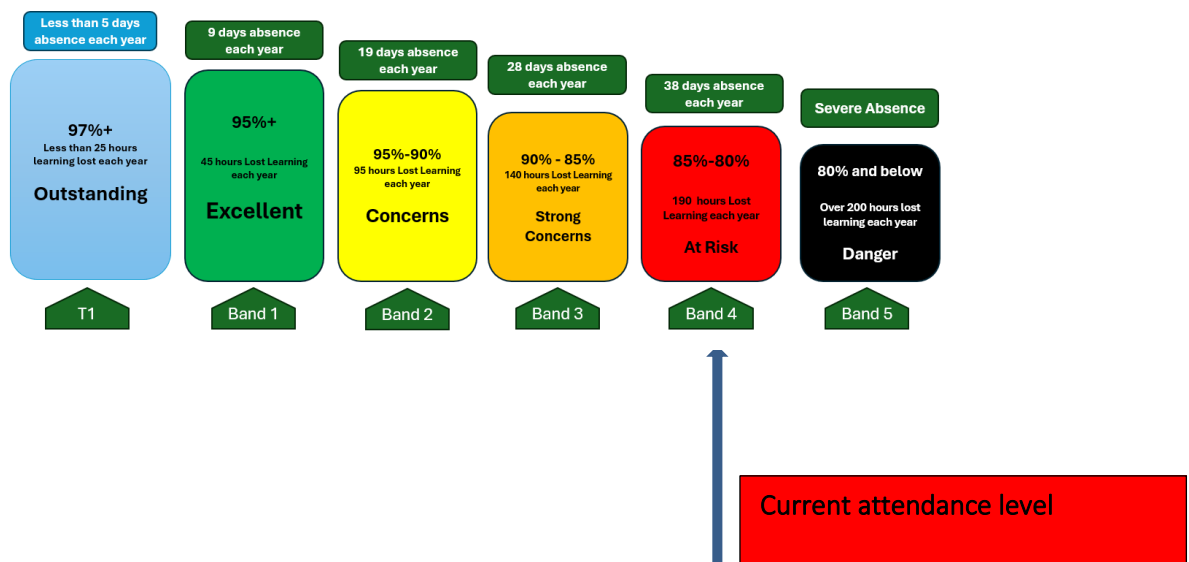 Less than 5 days
absence each year
97%+
Less than 25 hours
learning lost each year
Outstanding
T1
9 days absence
each year
95%+
45 hours Lost Learning
each year
Excellent
Band 1
19 days absence
each year
95%-90%
95 hours Lost Learning
each year
Concerns
Band 2
28 days absence
each year
90% - 85%
140 hours Lost Learning
each year
Strong
Concerns
Band 3
38 days absence
each year
85%-80%
190 hours Lost
Learning each year
At Risk
Band 4
Severe Absence
80% and below
Over 200 hours lost
learning each year
Danger
Band 5
Current attendance level